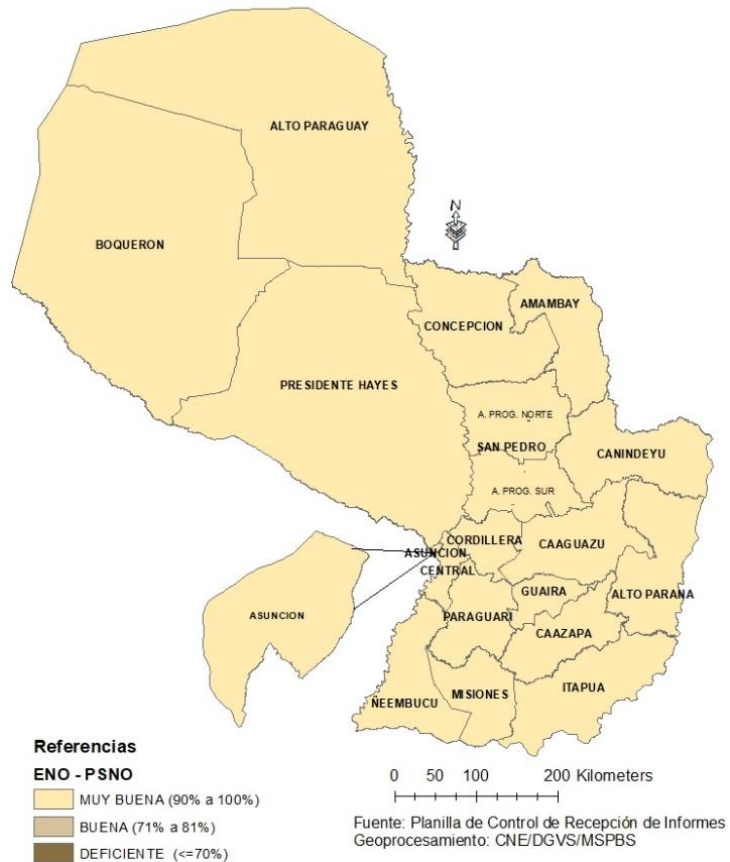 ALTO PARAGUAY
BOQUERON
N
AMAMBAY
CONCEPCION
PRESIDENTE HAYES
A. PROG. NORTE
SAN PEDRO
CANINDEYU
A. PROG. SUR
CORDILLERA
ASUNCION
CAAGUAZU
CENTRAL
GUAIRA
ALTO PARANA
ASUNCION
PARAGUARI
CAAZAPA
ITAPUA
MISIONES
ÑEEMBUCU
Referencias
ENO - PSNO
MUY BUENA (90% a 100%)
BUENA (71% a 81%)
DEFICIENTE (<=70%)
0 50 100 200 Kilometers
Fuente: Planilla de Control de Recepción de Informes
Geoprocesamiento: CNE/DGVS/MSPBS